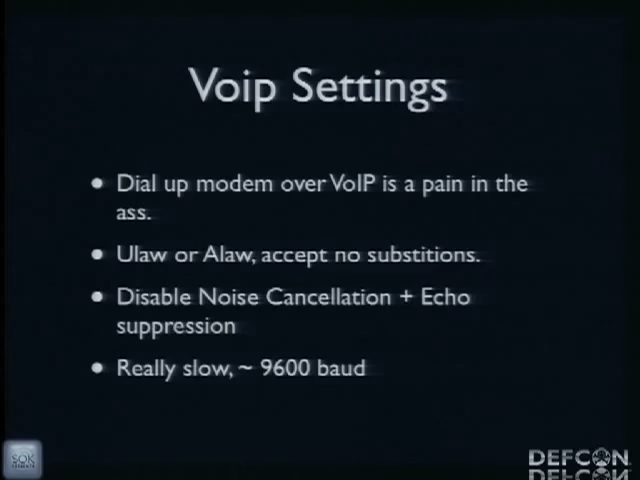 Voip Settings
• Dial up modem over VoIP is a pain in the
ass.
• Ulaw or Alaw, accept no substitions.
• Disable Noise Cancellation + Echo
suppression
• Really slow, ~ 9600 baud
DEFCON